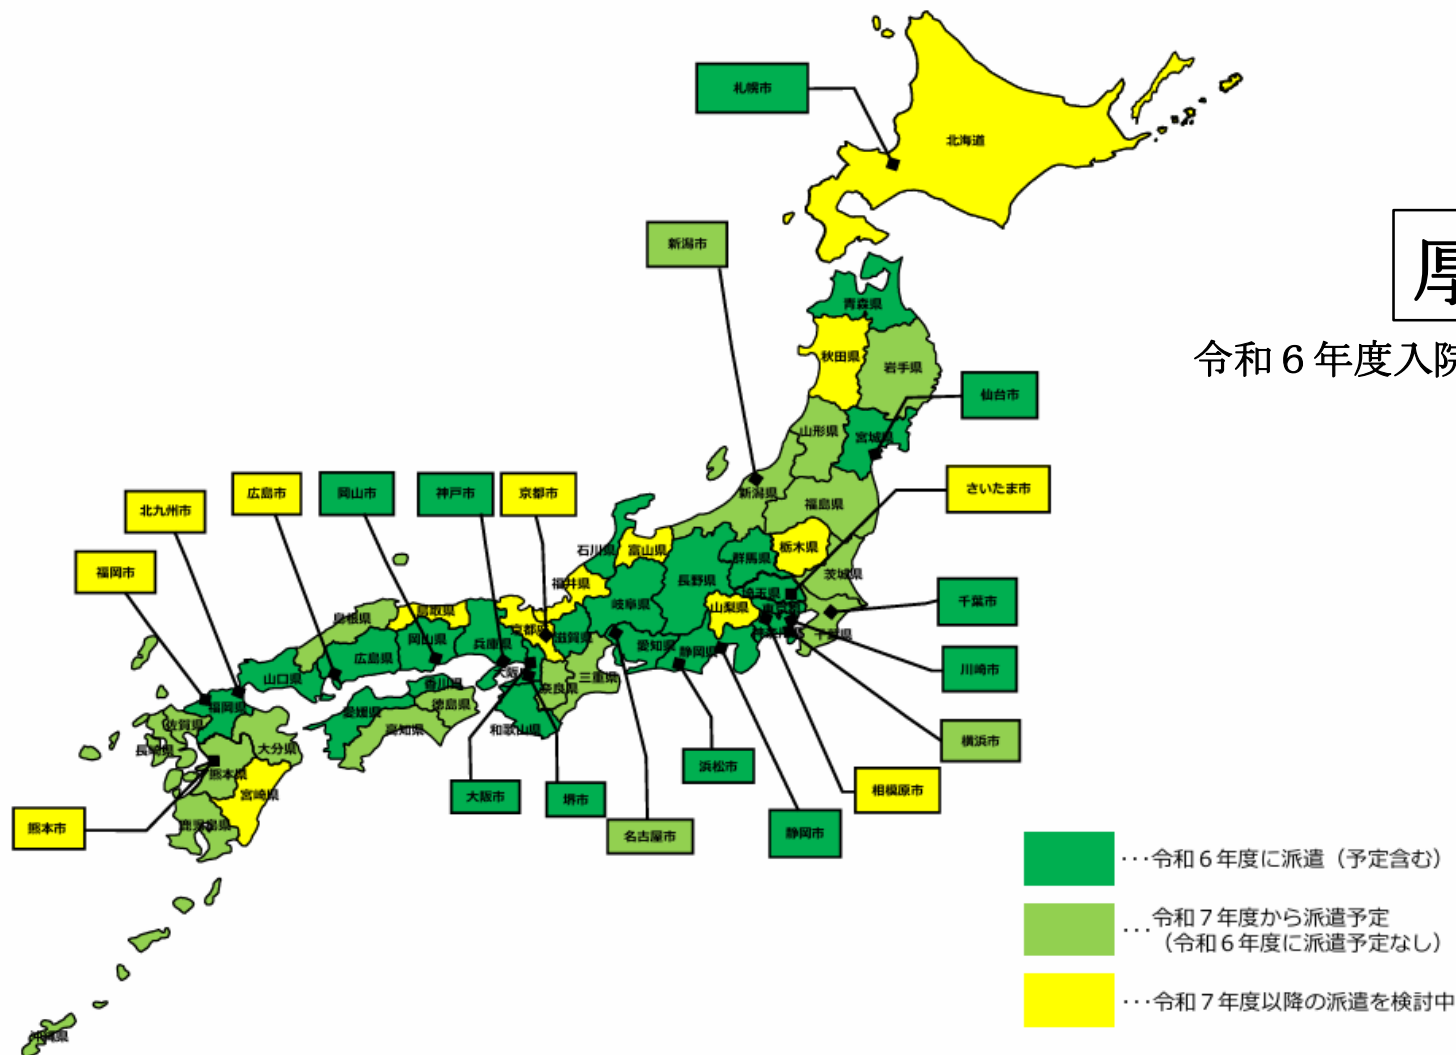 札幌市
北海道
新潟市
厚
令和６年度入院
青森県
秋田県
岩手県
仙台市
山形県
宮城県
さいたま市
新潟県
福島県
北九州市
広島市
岡山市
神戸市
京都市
福岡市
石川県
富山県
群馬県
栃木県
茨城県
福井県
長野県
埼玉県
千葉市
岐阜県
山梨県
東京都
島根県
鳥取県
岡山県
兵庫県
京都府
滋賀県
愛知県
静岡県
神奈川県
千葉県
広島県
山口県
大阪府
奈良県
三重県
川崎市
香川県
徳島県
愛媛県
高知県
和歌山県
福岡県
佐賀県
長崎県
大分県
熊本県
宮崎県
鹿児島県
横浜市
浜松市
相模原市
大阪市
堺市
名古屋市
静岡市
熊本市
沖縄県
･･･令和６年度に派遣（予定含む）
･･･令和７年度から派遣予定
（令和６年度に派遣予定なし）
･･･令和７年度以降の派遣を検討中